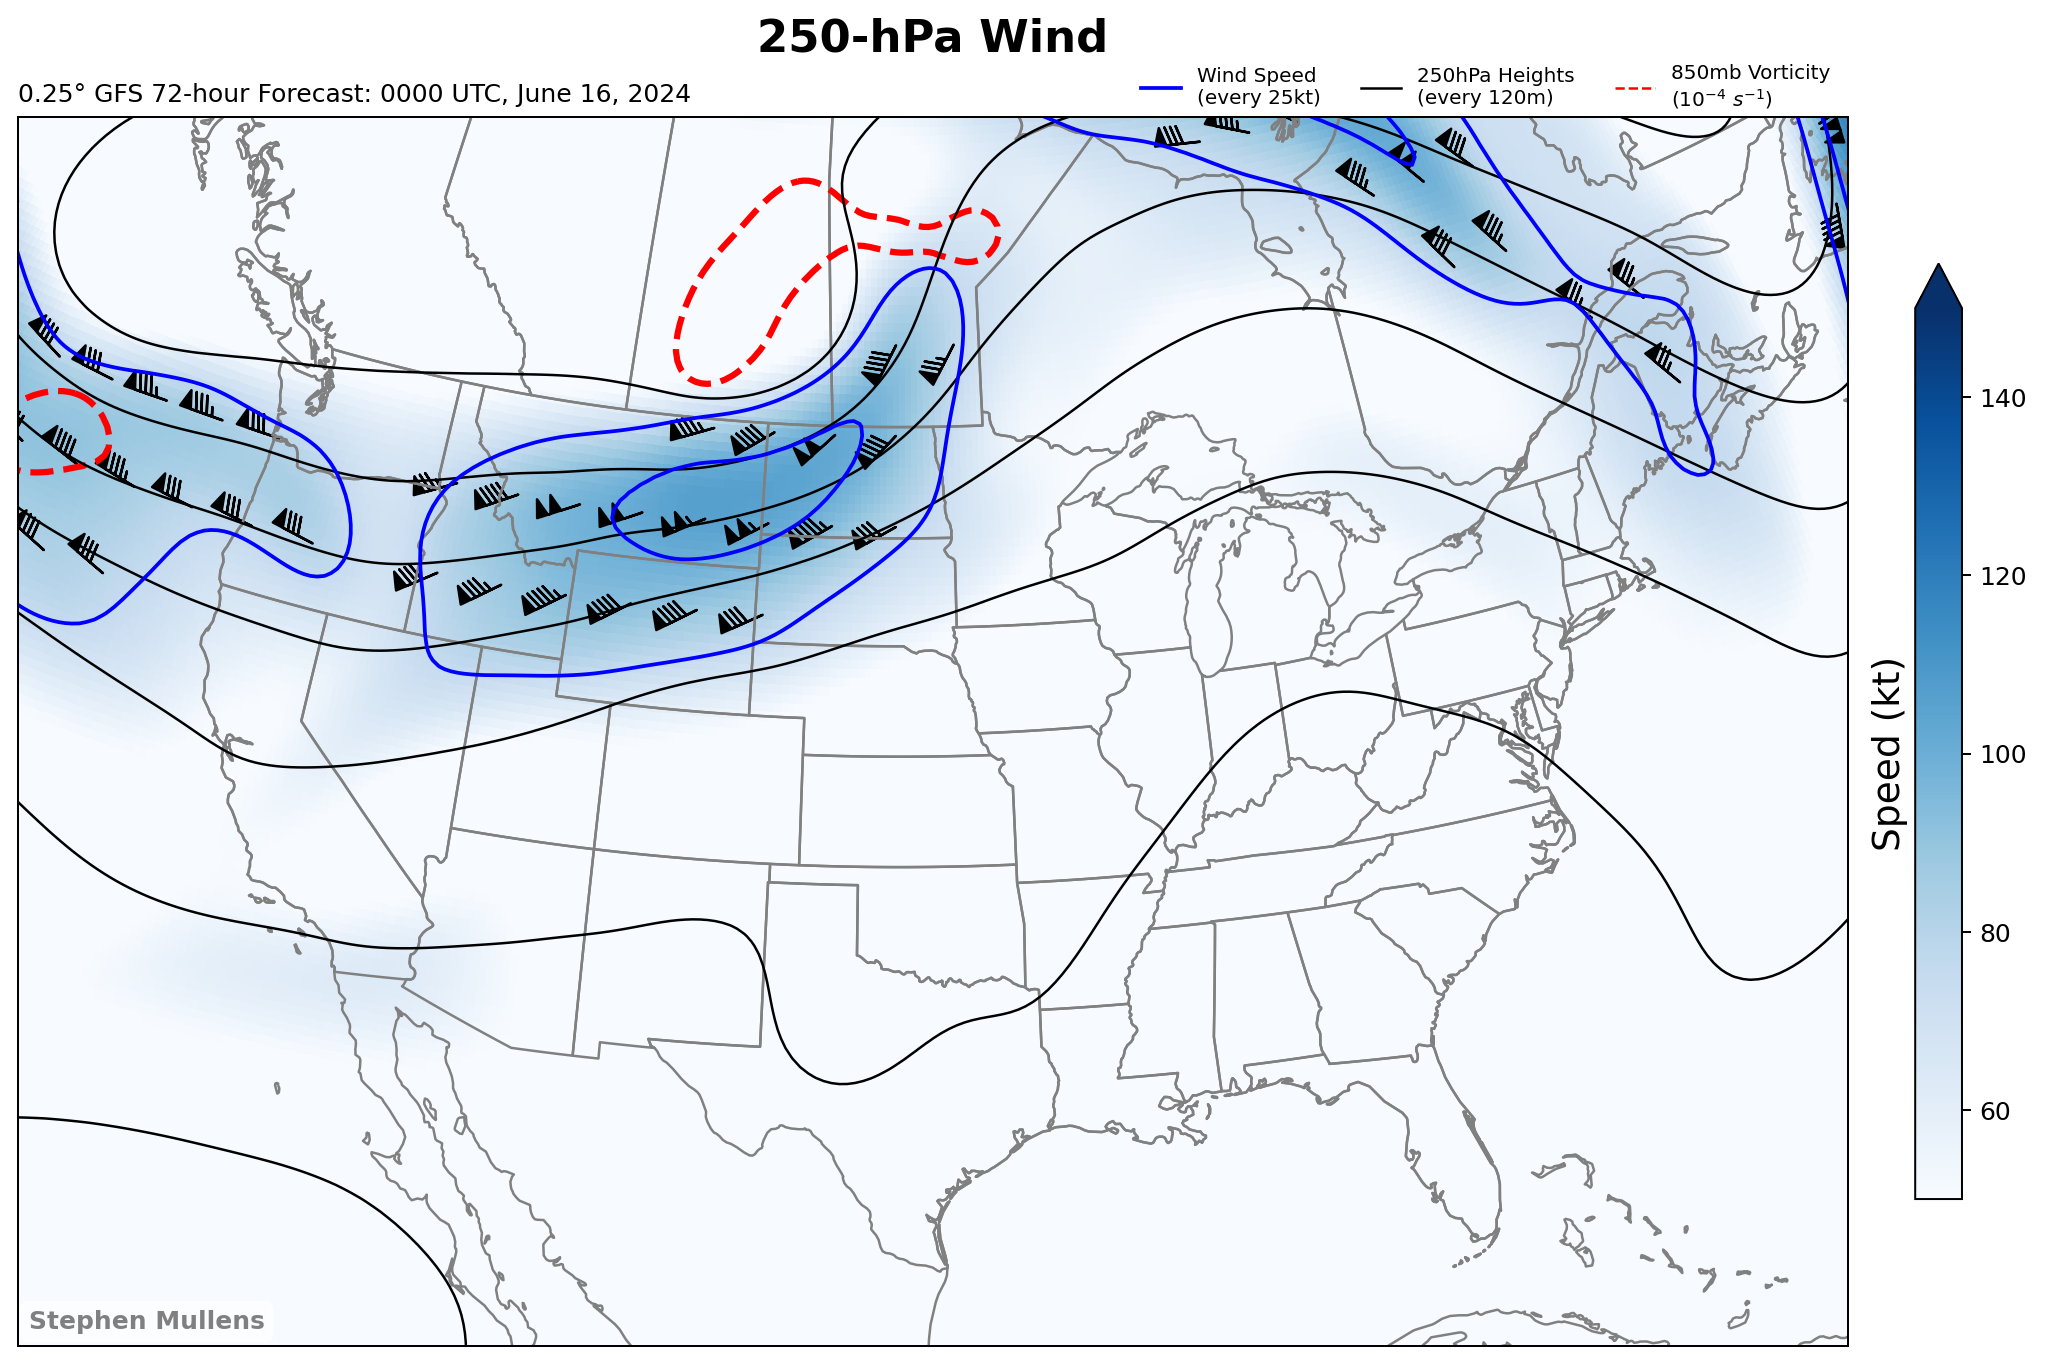 250-hPa Wind
0.25° GFS 72-hour Forecast: 0000 UTC, June 16, 2024
Wind Speed
(every 25kt)
250hPa Heights
(every 120m)
850mb Vorticity
(10⁻⁴ s⁻¹)
140
120
100
80
60
Speed (kt)
Stephen Mullens